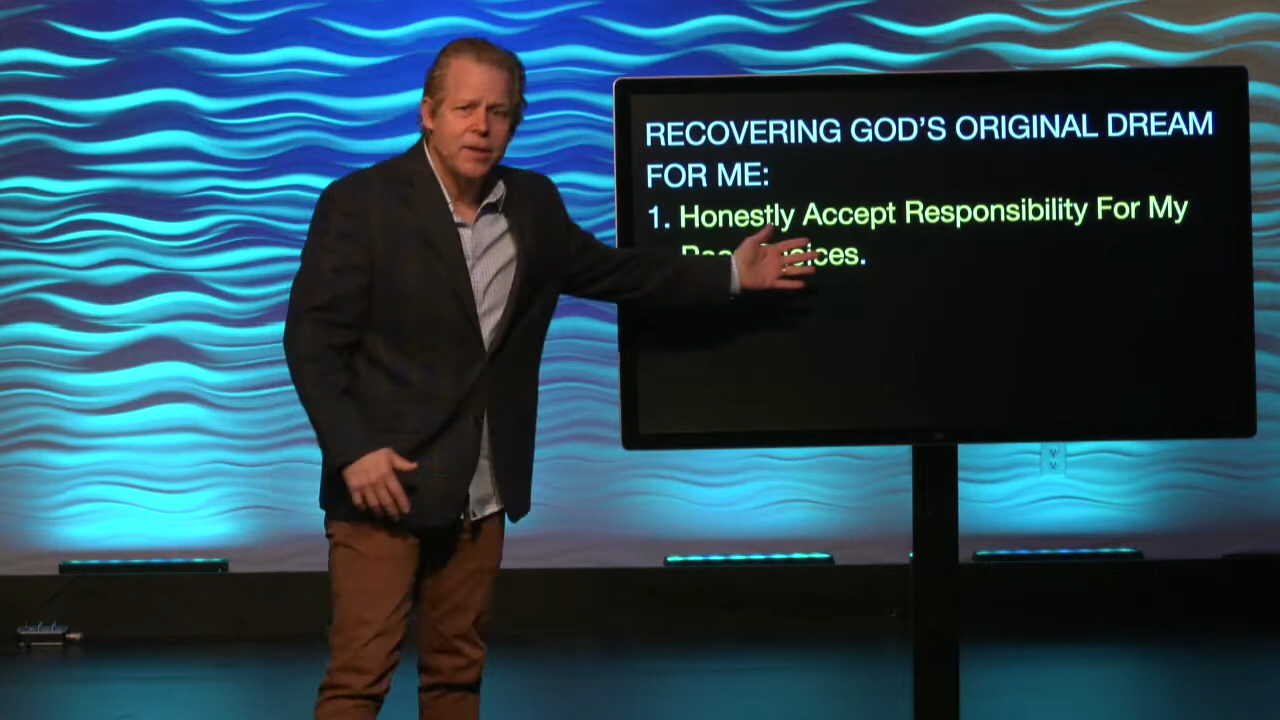 RECOVERING GOD'S ORIGINAL DREAM
FOR ME:
1. Honestly Accept Responsibility For My